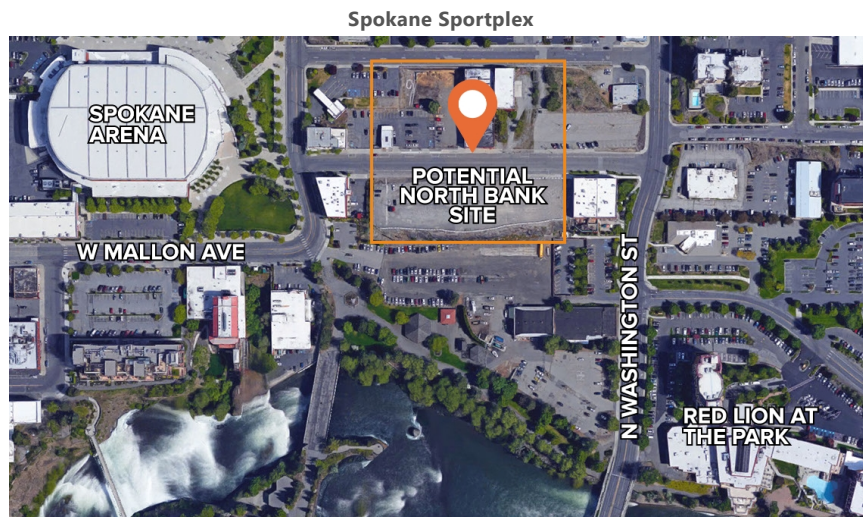 Spokane Sportplex
SPOKANE
ARENA
POTENTIAL
NORTH BANK
SITE
W MALLON AVE
N WASHINGTON ST
RED LION AT
THE PARK